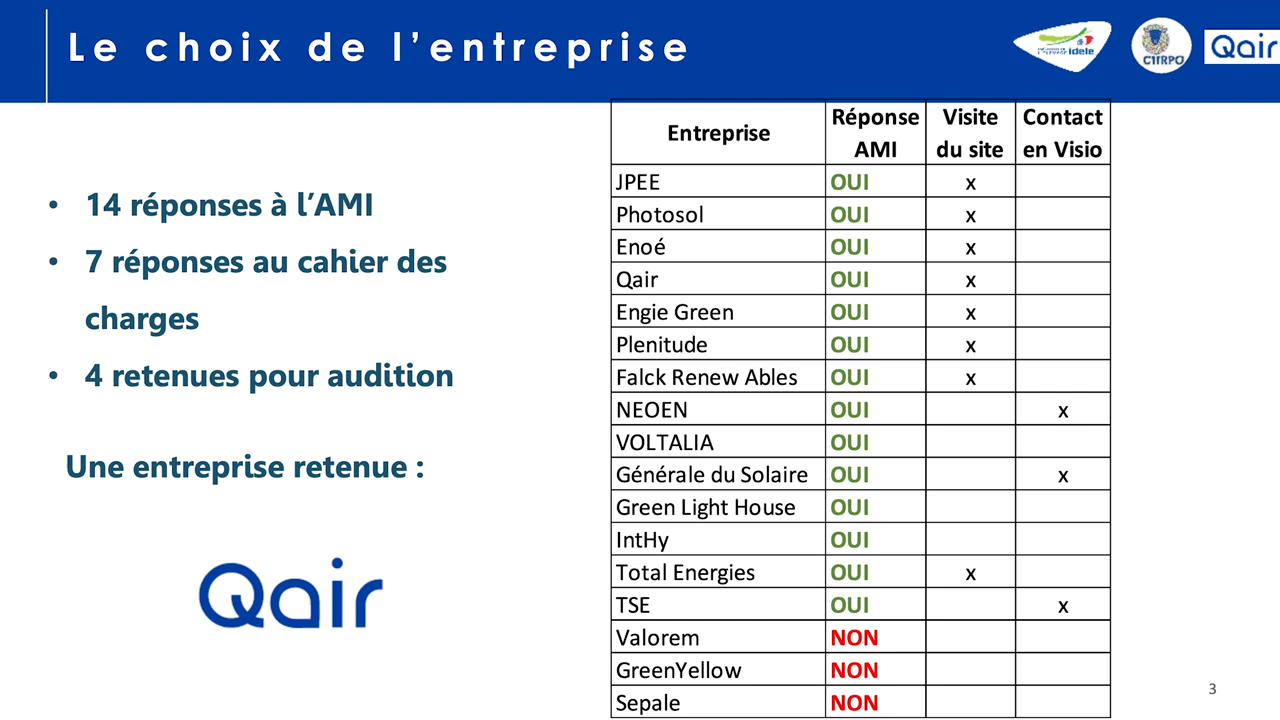 Le choix de l’entreprise
idele
CIIRPO
Qair
• 14 réponses à l’AMI
• 7 réponses au cahier des
charges
• 4 retenues pour audition
Une entreprise retenue :
Qair
Entreprise Réponse AMI Visite du site Contact en Visio
JPEE OUI x
Photosol OUI x
Enoé OUI x
Qair OUI x
Engie Green OUI x
Plenitude OUI x
Falck Renew Ables OUI x
NEOEN OUI x
VOLTALIA OUI
Générale du Solaire OUI x
Green Light House OUI
IntHy OUI
Total Energies OUI x
TSE OUI x
Valorem NON
GreenYellow NON
Sepale NON
3